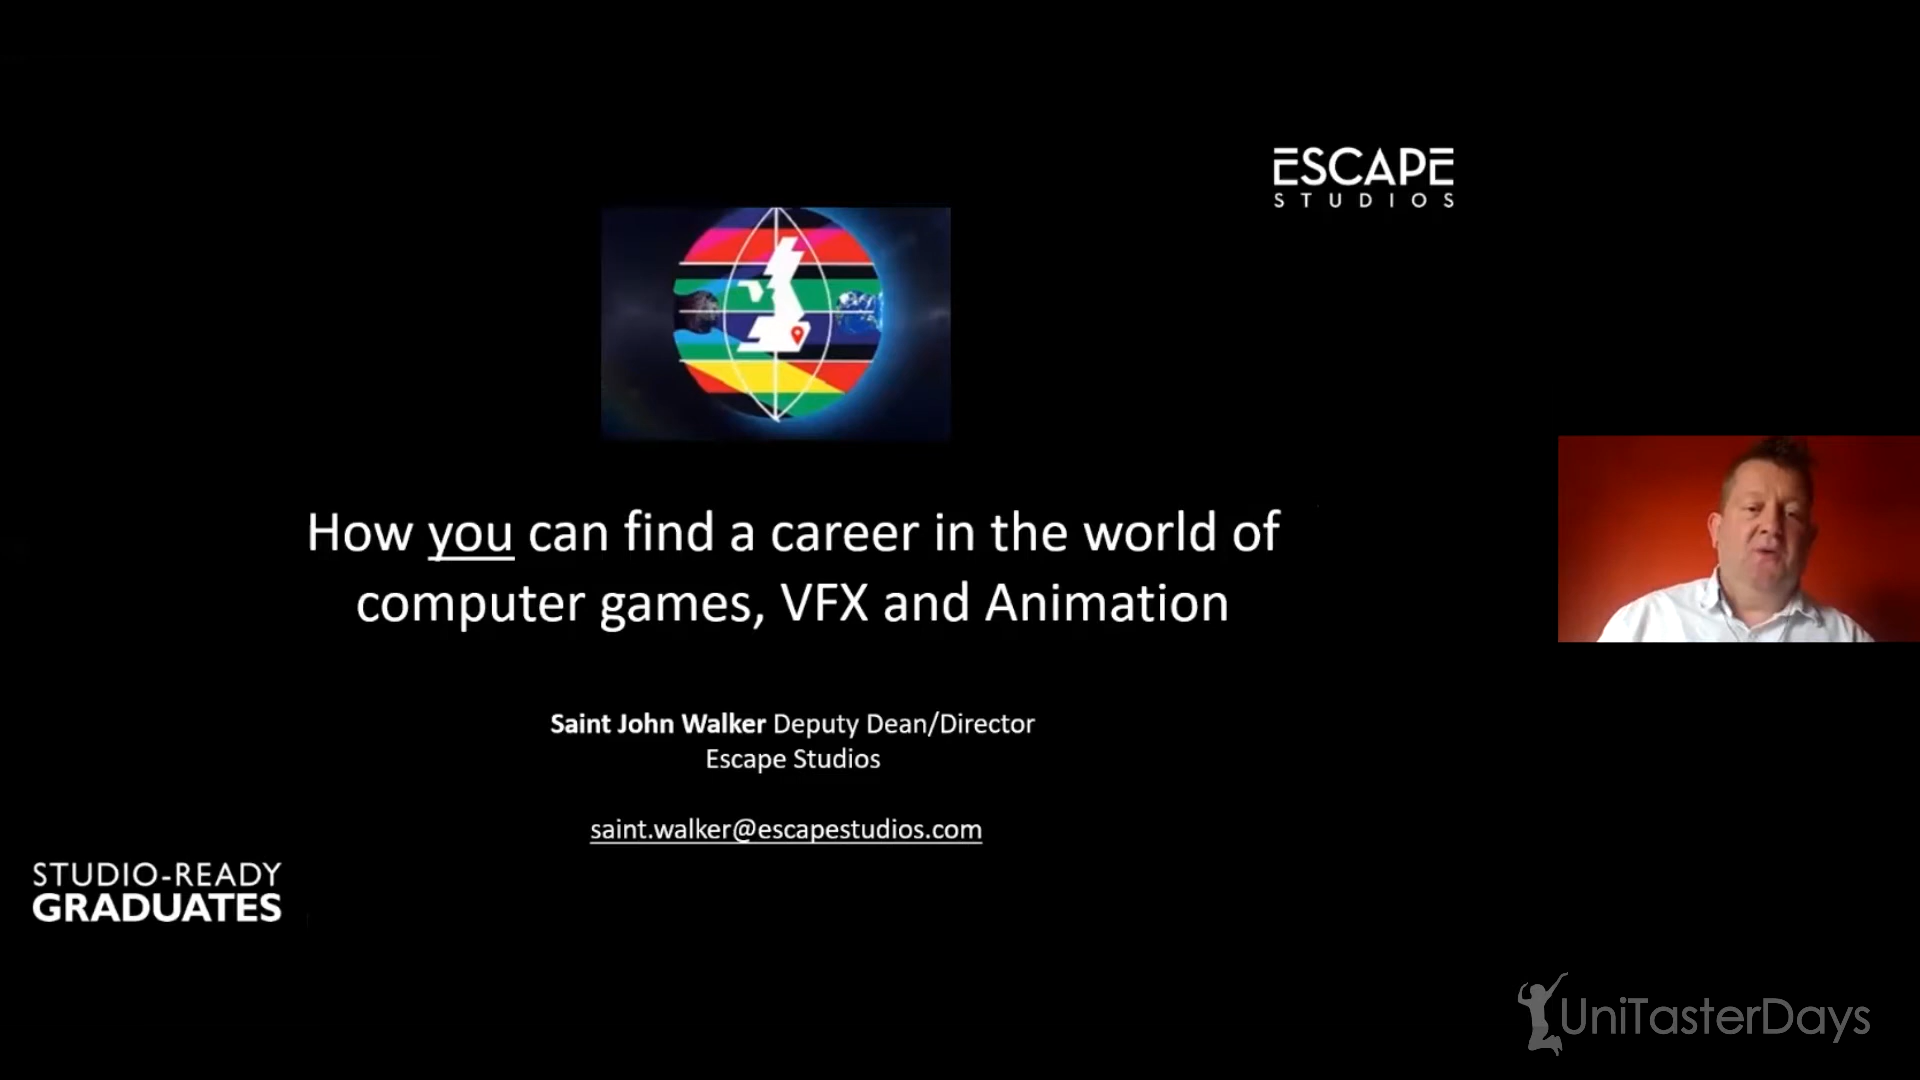 ESCAPE
STUDIOS
How you can find a career in the world of
computer games, VFX and Animation
Saint John Walker Deputy Dean/Director
Escape Studios
saint.walker@escapestudios.com
STUDIO-READY
GRADUATES
UniTasterDays